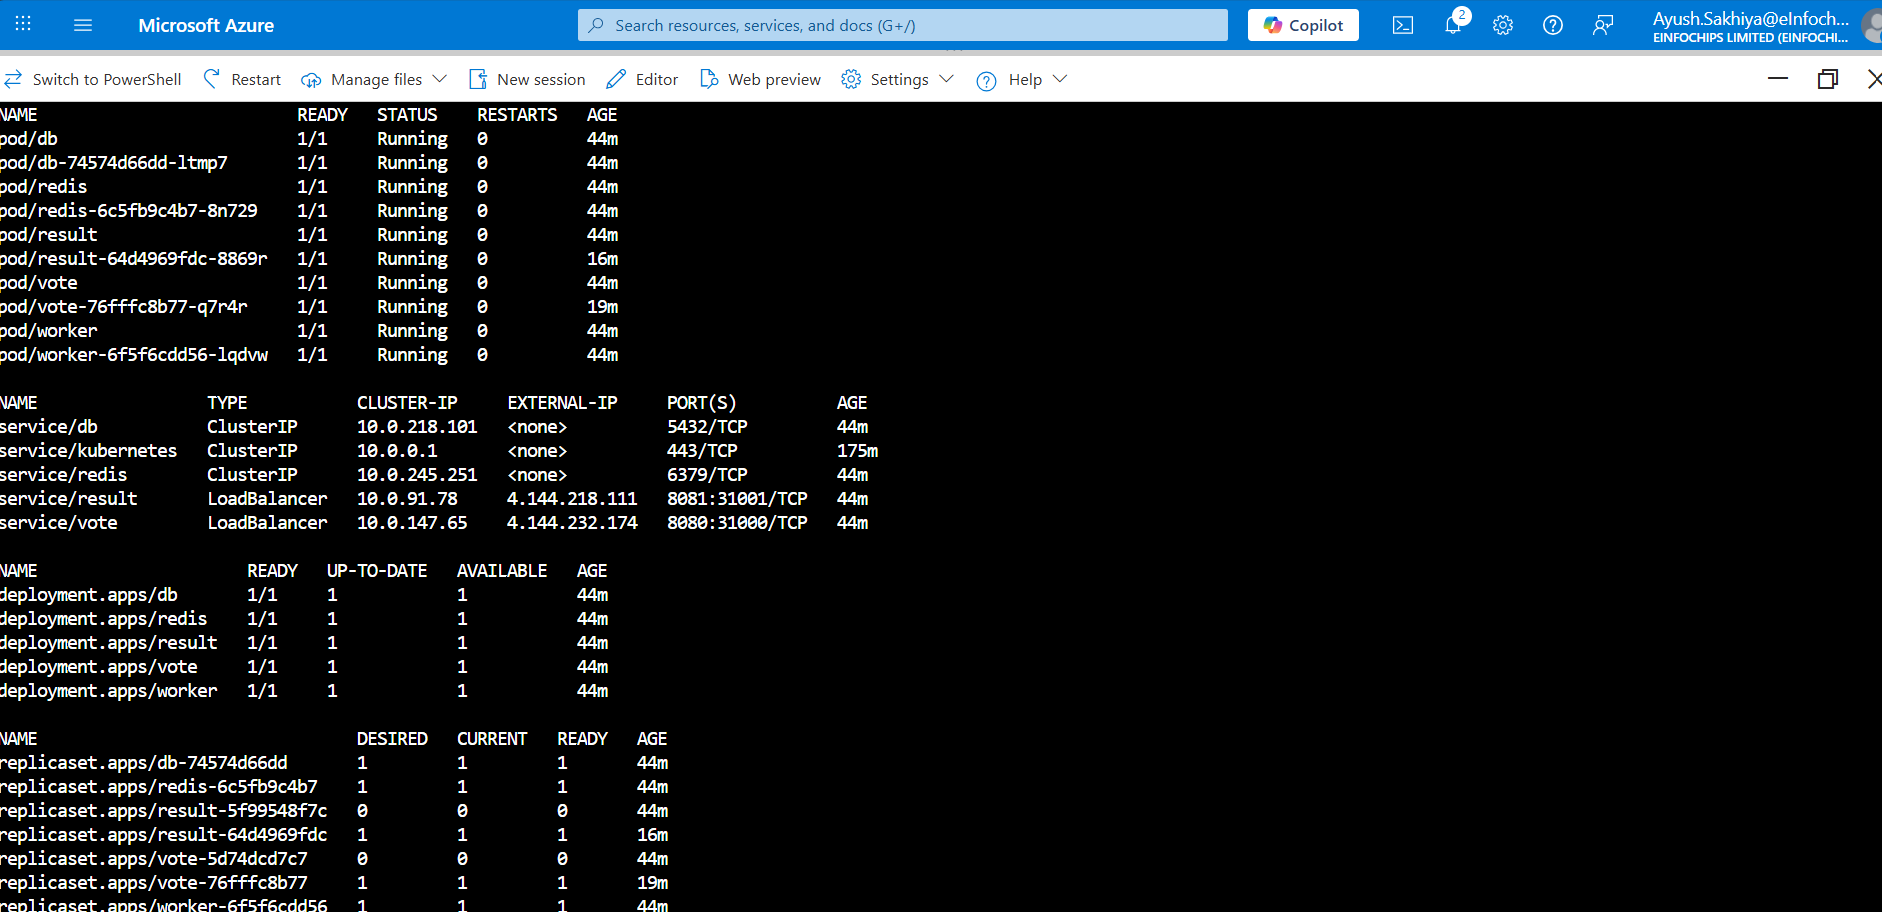 Microsoft Azure
Search resources, services, and docs (G+/)
Copilot
2
Ayush.Sakhiya@eInfoch...
EINFOCHIPS LIMITED (EINFOCHI...
Switch to PowerShell Restart Manage files New session Editor Web preview Settings Help
NAME READY STATUS RESTARTS AGE
pod/db 1/1 Running 0 44m
pod/db-74574d66dd-ltmp7 1/1 Running 0 44m
pod/redis 1/1 Running 0 44m
pod/redis-6c5fb9c4b7-8n729 1/1 Running 0 44m
pod/result 1/1 Running 0 44m
pod/result-64d4969fdc-8869r 1/1 Running 0 16m
pod/vote 1/1 Running 0 44m
pod/vote-76fffc8b77-q7r4r 1/1 Running 0 19m
pod/worker 1/1 Running 0 44m
pod/worker-6f5f6cdd56-lqdvw 1/1 Running 0 44m
NAME TYPE CLUSTER-IP EXTERNAL-IP PORT(S) AGE
service/db ClusterIP 10.0.218.101 <none> 5432/TCP 44m
service/kubernetes ClusterIP 10.0.0.1 <none> 443/TCP 175m
service/redis ClusterIP 10.0.245.251 <none> 6379/TCP 44m
service/result LoadBalancer 10.0.91.78 4.144.218.111 8081:31001/TCP 44m
service/vote LoadBalancer 10.0.147.65 4.144.232.174 8080:31000/TCP 44m
NAME READY UP-TO-DATE AVAILABLE AGE
deployment.apps/db 1/1 1 1 44m
deployment.apps/redis 1/1 1 1 44m
deployment.apps/result 1/1 1 1 44m
deployment.apps/vote 1/1 1 1 44m
deployment.apps/worker 1/1 1 1 44m
NAME DESIRED CURRENT READY AGE
replicaset.apps/db-74574d66dd 1 1 1 44m
replicaset.apps/redis-6c5fb9c4b7 1 1 1 44m
replicaset.apps/result-5f99548f7c 0 0 0 44m
replicaset.apps/result-64d4969fdc 1 1 1 16m
replicaset.apps/vote-5d74dcd7c7 0 0 0 44m
replicaset.apps/vote-76fffc8b77 1 1 1 19m
replicaset.apps/worker-6f5f6cdd56 1 1 1 44m